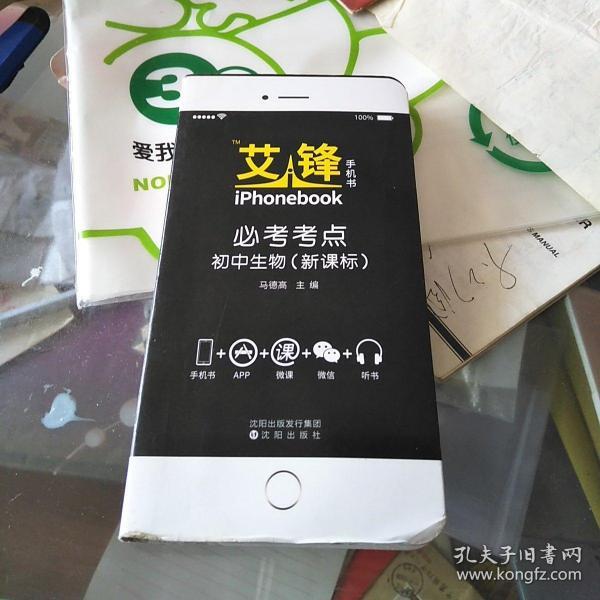 100%
TM
艾锋
手机书
iPhonebook
必考考点
初中生物（新课标）
马德高 主编
课
手机书 + APP + 微课 + 微信 + 听书
沈阳出版发行集团
沈阳出版社
爱我
NO
MANUAL
孔夫子旧书网
www.kongfz.com